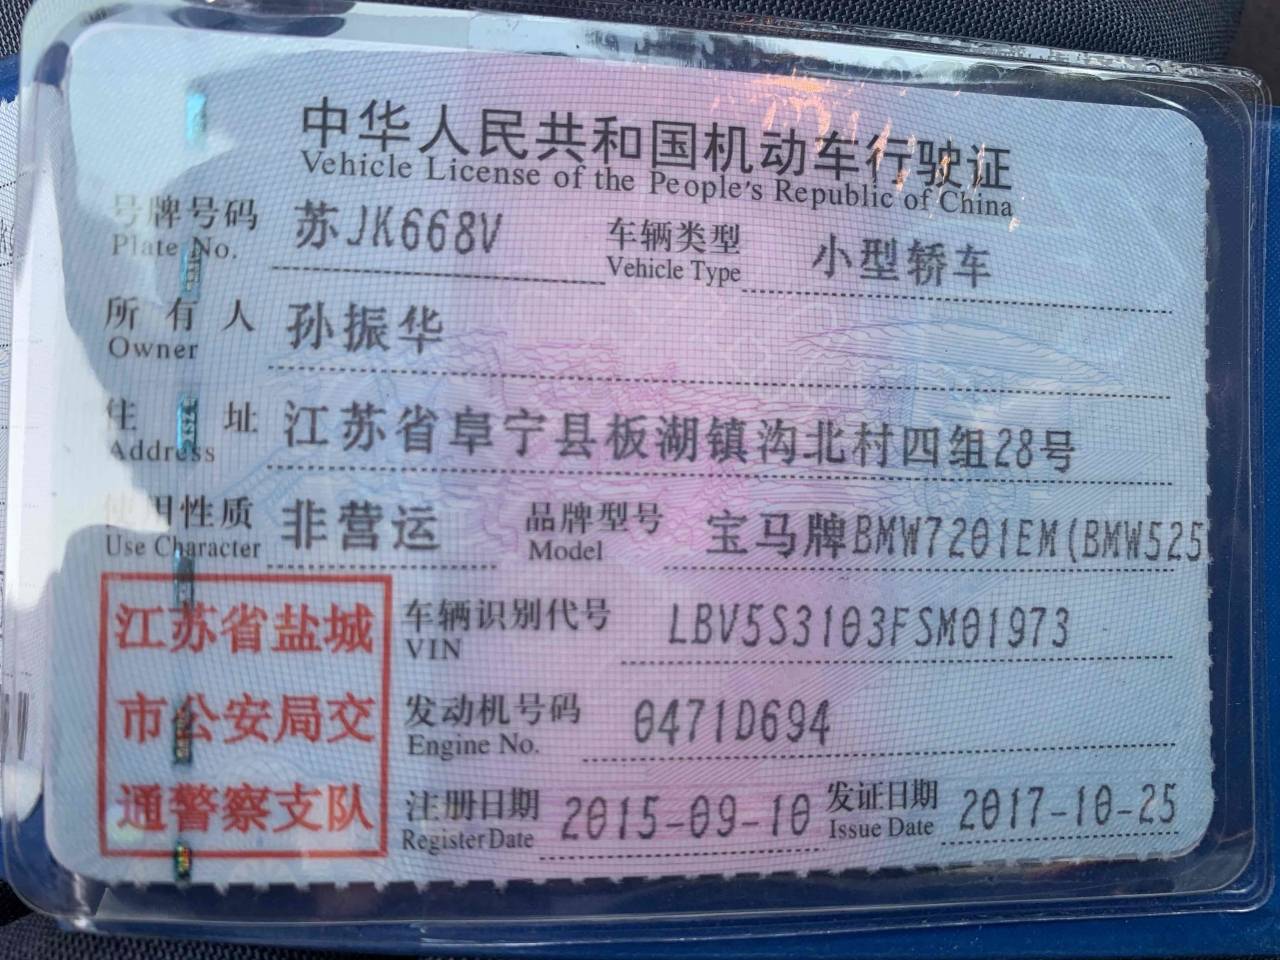 中华人民共和国机动车行驶证
Vehicle License of the People's Republic of China
号牌号码 苏JK668V 车辆类型 小型轿车
Plate No. Vehicle Type
所有人 孙振华
Owner
住址 江苏省阜宁县板湖镇沟北村四组28号
Address
使用性质 非营运 品牌型号 宝马牌BMW7201EM(BMW525
Use Character Model
江苏省盐城 车辆识别代号 LBV5S3103FSM01973
VIN
市公安局交 发动机号码 0471D694
Engine No.
通警察支队 注册日期 2015-09-10 发证日期 2017-10-25
Register Date Issue Date